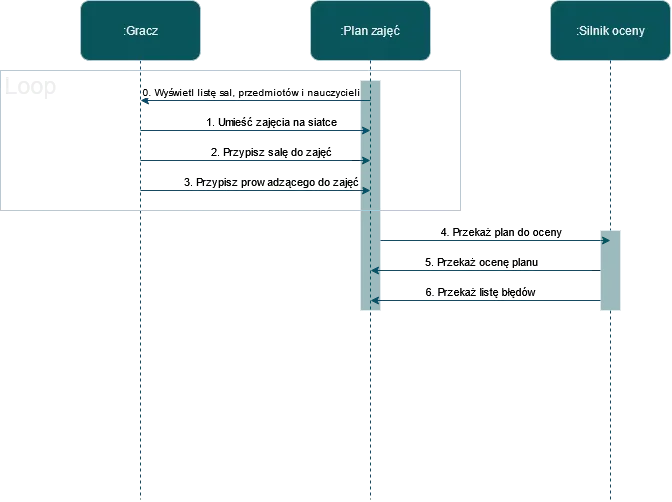 :Gracz
:Plan zajęć
:Silnik oceny
Loop
0. Wyświetl listę sal, przedmiotów i nauczycieli
1. Umieść zajęcia na siatce
2. Przypisz salę do zajęć
3. Przypisz prow adzącego do zajęć
4. Przekaż plan do oceny
5. Przekaż ocenę planu
6. Przekaż listę błędów